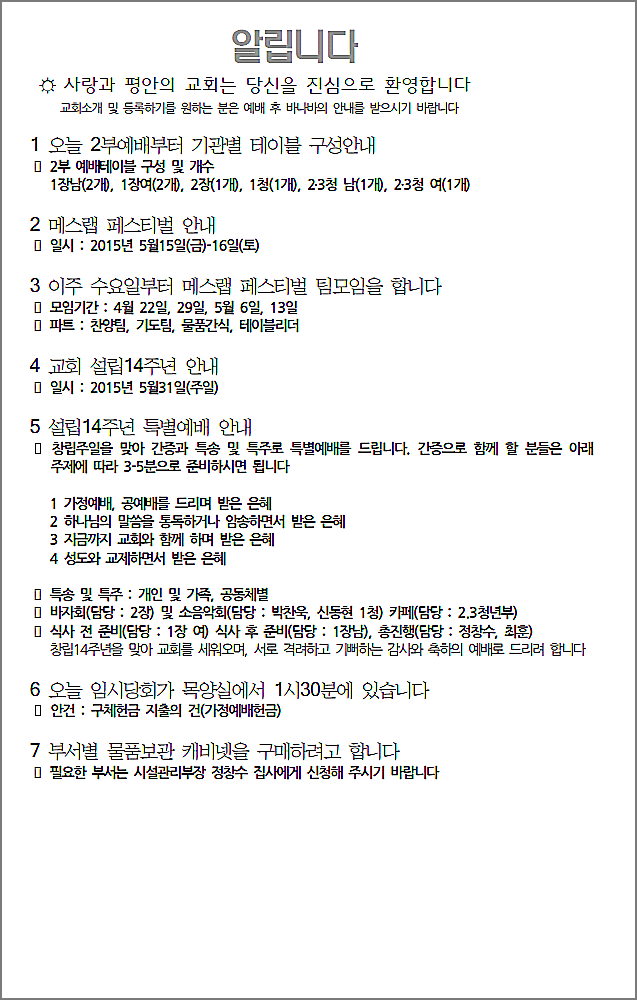 알립니다
☼ 사랑과 평안의 교회는 당신을 진심으로 환영합니다
교회소개 및 등록하기를 원하는 분은 예배 후 바나바의 안내를 받으시기 바랍니다
1 오늘 2부예배부터 기관별 테이블 구성안내
▯ 2부 예배테이블 구성 및 개수
1장남(2개), 1장여(2개), 2장(1개), 1청(1개), 2·3청 남(1개), 2·3청 여(1개)
2 메스랩 페스티벌 안내
▯ 일시 : 2015년 5월15일(금)-16일(토)
3 이주 수요일부터 메스랩 페스티벌 팀모임을 합니다
▯ 모임기간 : 4월 22일, 29일, 5월 6일, 13일
▯ 파트 : 찬양팀, 기도팀, 물품간식, 테이블리더
4 교회 설립14주년 안내
▯ 일시 : 2015년 5월31일(주일)
5 설립14주년 특별예배 안내
▯ 창립주일을 맞아 간증과 특송 및 특주로 특별예배를 드립니다. 간증으로 함께 할 분들은 아래
주제에 따라 3-5분으로 준비하시면 됩니다
1 가정예배, 공예배를 드리며 받은 은혜
2 하나님의 말씀을 통독하거나 암송하면서 받은 은혜
3 지금까지 교회와 함께 하며 받은 은혜
4 성도와 교제하면서 받은 은혜
▯ 특송 및 특주 : 개인 및 가족, 공동체별
▯ 바자회(담당 : 2장) 및 소음악회(담당 : 박찬욱, 신동현 1청) 카페(담당 : 2,3청년부)
▯ 식사 전 준비(담당 : 1장 여) 식사 후 준비(담당 : 1장남), 총진행(담당 : 정창수, 최훈)
창립14주년을 맞아 교회를 세워오며, 서로 격려하고 기뻐하는 감사와 축하의 예배로 드리려 합니다
6 오늘 임시당회가 목양실에서 1시30분에 있습니다
▯ 안건 : 구체헌금 지출의 건(가정예배헌금)
7 부서별 물품보관 캐비넷을 구매하려고 합니다
▯ 필요한 부서는 시설관리부장 정창수 집사에게 신청해 주시기 바랍니다